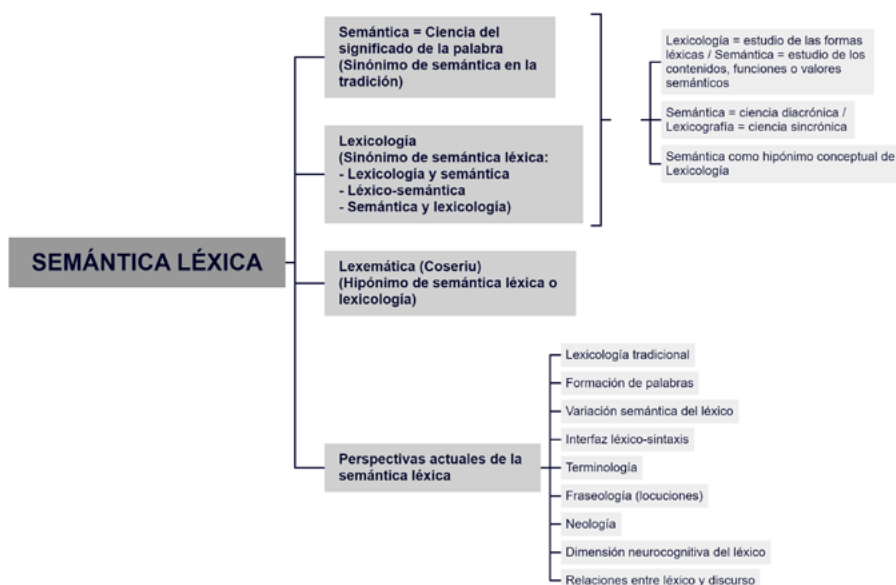 SEMÁNTICA LÉXICA
Semántica = Ciencia del
significado de la palabra
(Sinónimo de semántica en la
tradición)
Lexicología
(Sinónimo de semántica léxica:
- Lexicología y semántica
- Léxico-semántica
- Semántica y lexicología)
Lexicología = estudio de las formas
léxicas / Semántica = estudio de los
contenidos, funciones o valores
semánticos
Semántica = ciencia diacrónica /
Lexicografía = ciencia sincrónica
Semántica como hipónimo conceptual de
Lexicología
Lexemática (Coseriu)
(Hipónimo de semántica léxica o
lexicología)
Perspectivas actuales de la
semántica léxica
Lexicología tradicional
Formación de palabras
Variación semántica del léxico
Interfaz léxico-sintaxis
Terminología
Fraseología (locuciones)
Neología
Dimensión neurocognitiva del léxico
Relaciones entre léxico y discurso